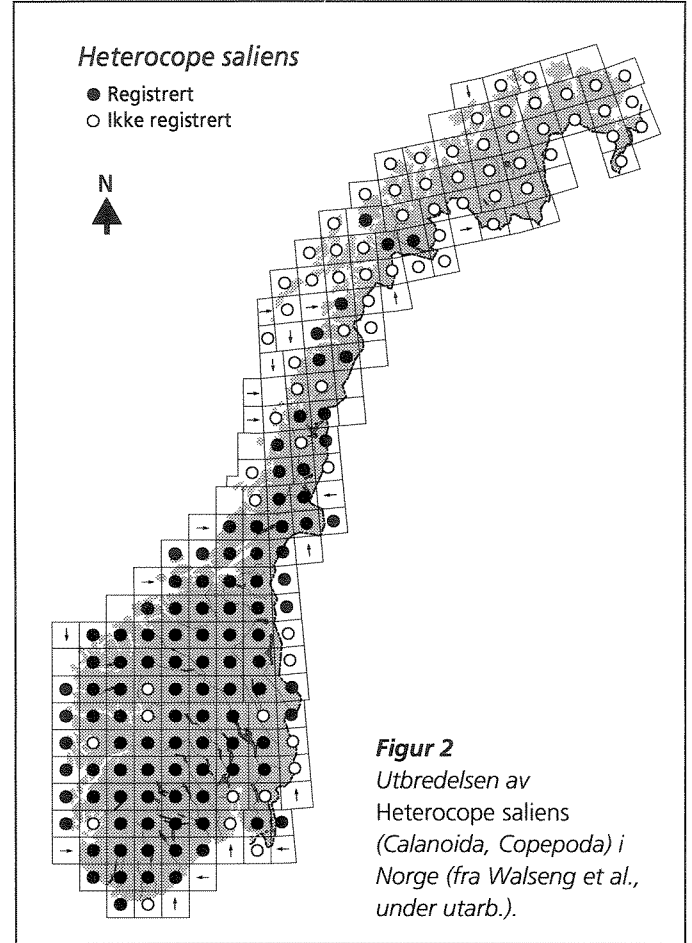 Heterocope saliens
● Registrert
○ Ikke registrert
N
Figur 2
Utbredelsen av
Heterocope saliens
(Calanoida, Copepoda) i
Norge (fra Walseng et al.,
under utarb.).